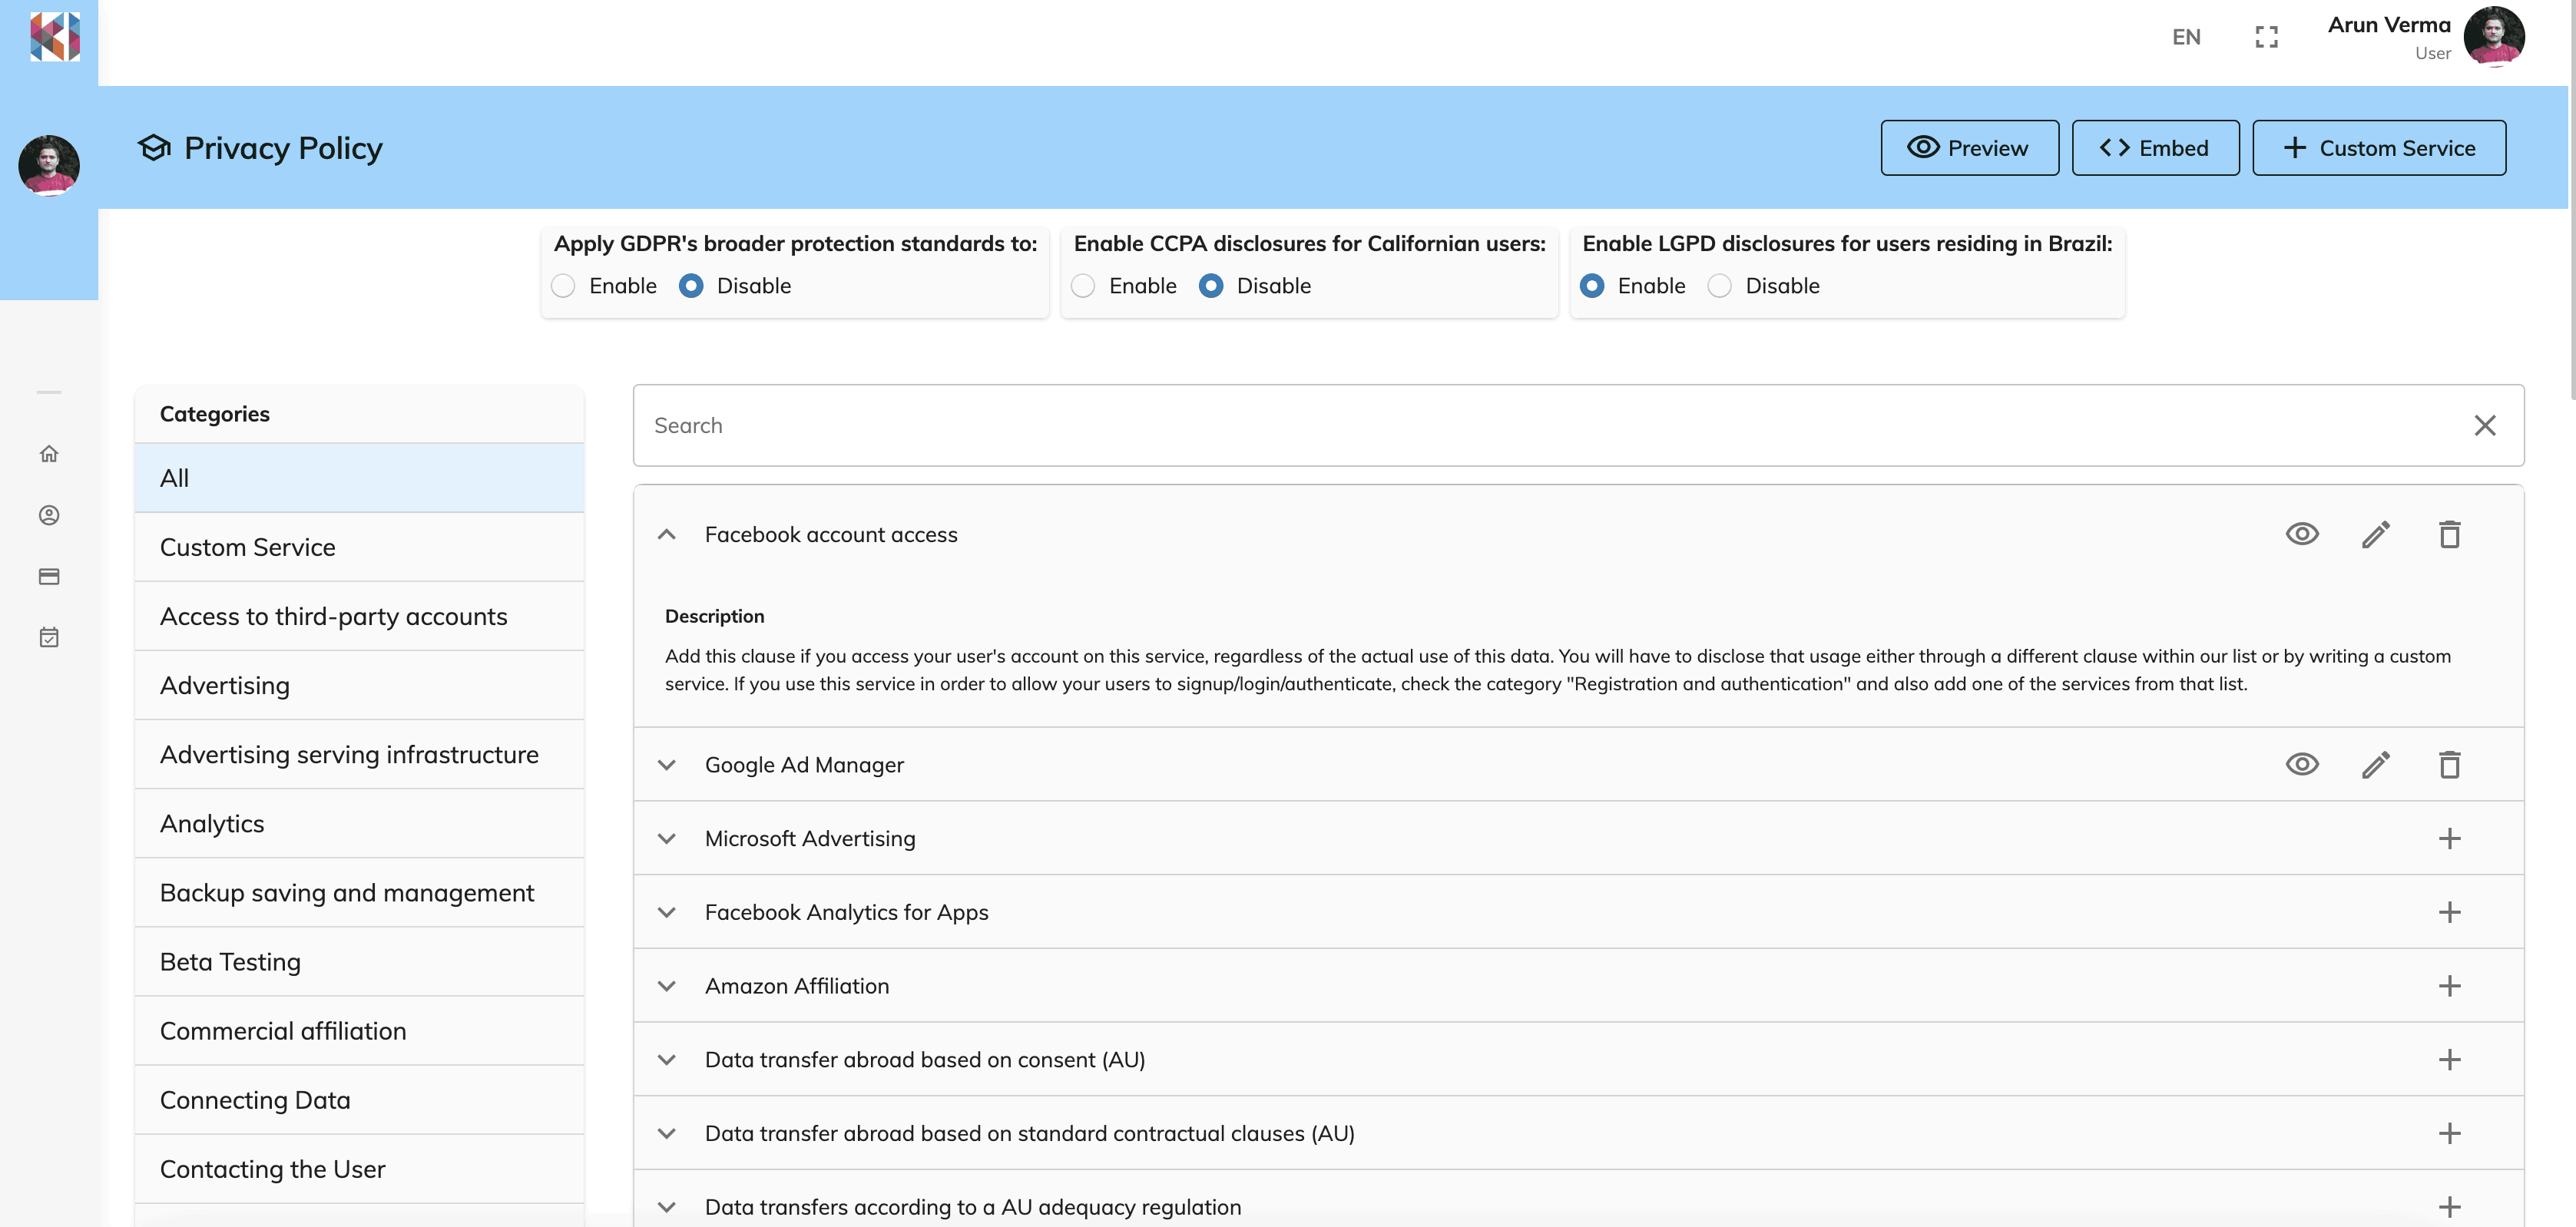 EN
Arun Verma
User
Privacy Policy
Preview
Embed
Custom Service
Apply GDPR's broader protection standards to:
Enable Disable
Enable CCPA disclosures for Californian users:
Enable Disable
Enable LGPD disclosures for users residing in Brazil:
Enable Disable
Categories
All
Custom Service
Access to third-party accounts
Advertising
Advertising serving infrastructure
Analytics
Backup saving and management
Beta Testing
Commercial affiliation
Connecting Data
Contacting the User
Search
Facebook account access
Description
Add this clause if you access your user's account on this service, regardless of the actual use of this data. You will have to disclose that usage either through a different clause within our list or by writing a custom
service. If you use this service in order to allow your users to signup/login/authenticate, check the category "Registration and authentication" and also add one of the services from that list.
Google Ad Manager
Microsoft Advertising
Facebook Analytics for Apps
Amazon Affiliation
Data transfer abroad based on consent (AU)
Data transfer abroad based on standard contractual clauses (AU)
Data transfers according to a AU adequacy regulation